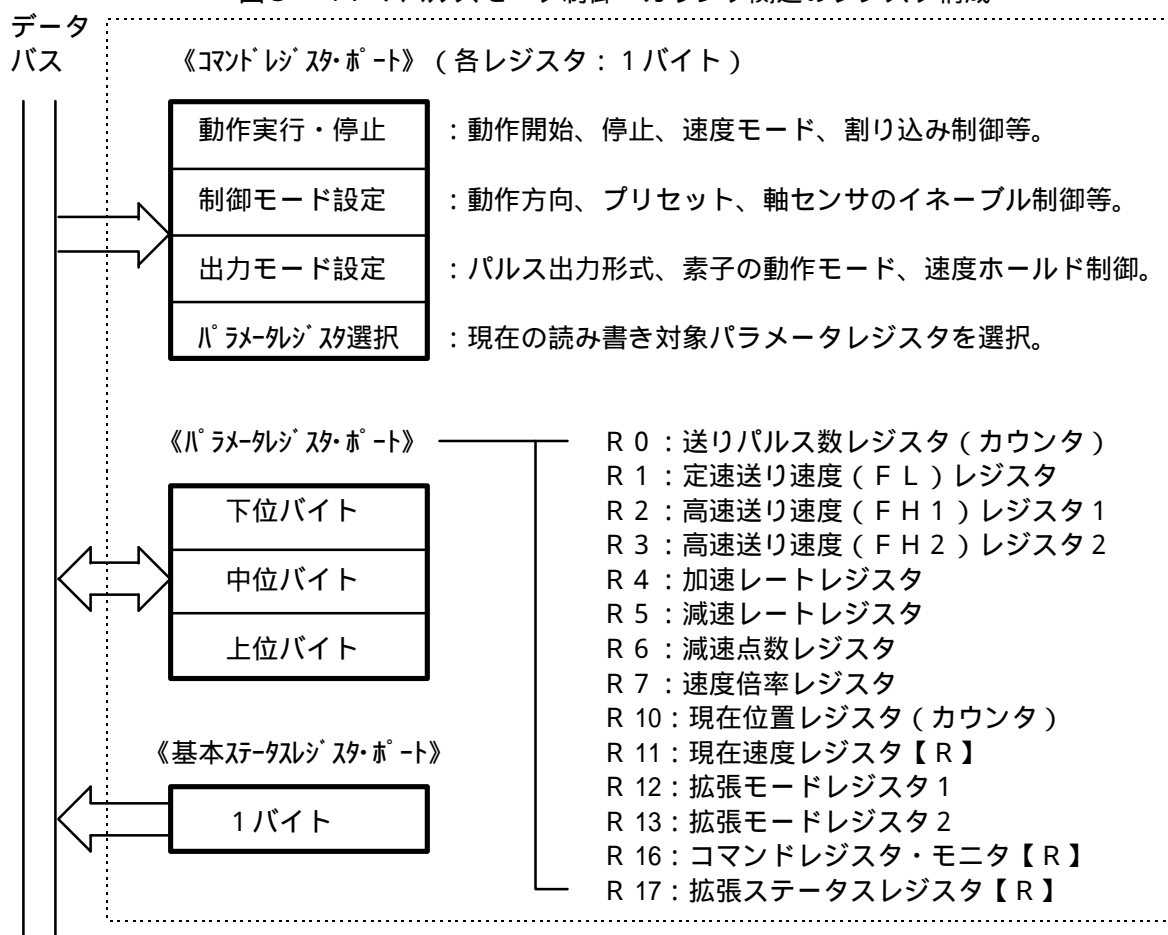 データ
バス
《コマンドレジスタ・ポート》（各レジスタ：1バイト）
動作実行・停止 ：動作開始、停止、速度モード、割り込み制御等。
制御モード設定 ：動作方向、プリセット、軸センサのイネーブル制御等。
出力モード設定 ：パルス出力形式、素子の動作モード、速度ホールド制御。
パラメータレジスタ選択 ：現在の読み書き対象パラメータレジスタを選択。
《パラメータレジスタ・ポート》
下位バイト
中位バイト
上位バイト
R 0：送りパルス数レジスタ（カウンタ）
R 1：定速送り速度（FL）レジスタ
R 2：高速送り速度（FH1）レジスタ1
R 3：高速送り速度（FH2）レジスタ2
R 4：加速レートレジスタ
R 5：減速レートレジスタ
R 6：減速点数レジスタ
R 7：速度倍率レジスタ
R 10：現在位置レジスタ（カウンタ）
R 11：現在速度レジスタ【R】
R 12：拡張モードレジスタ1
R 13：拡張モードレジスタ2
R 16：コマンドレジスタ・モニタ【R】
R 17：拡張ステータスレジスタ【R】
《基本ステータスレジスタ・ポート》
1バイト